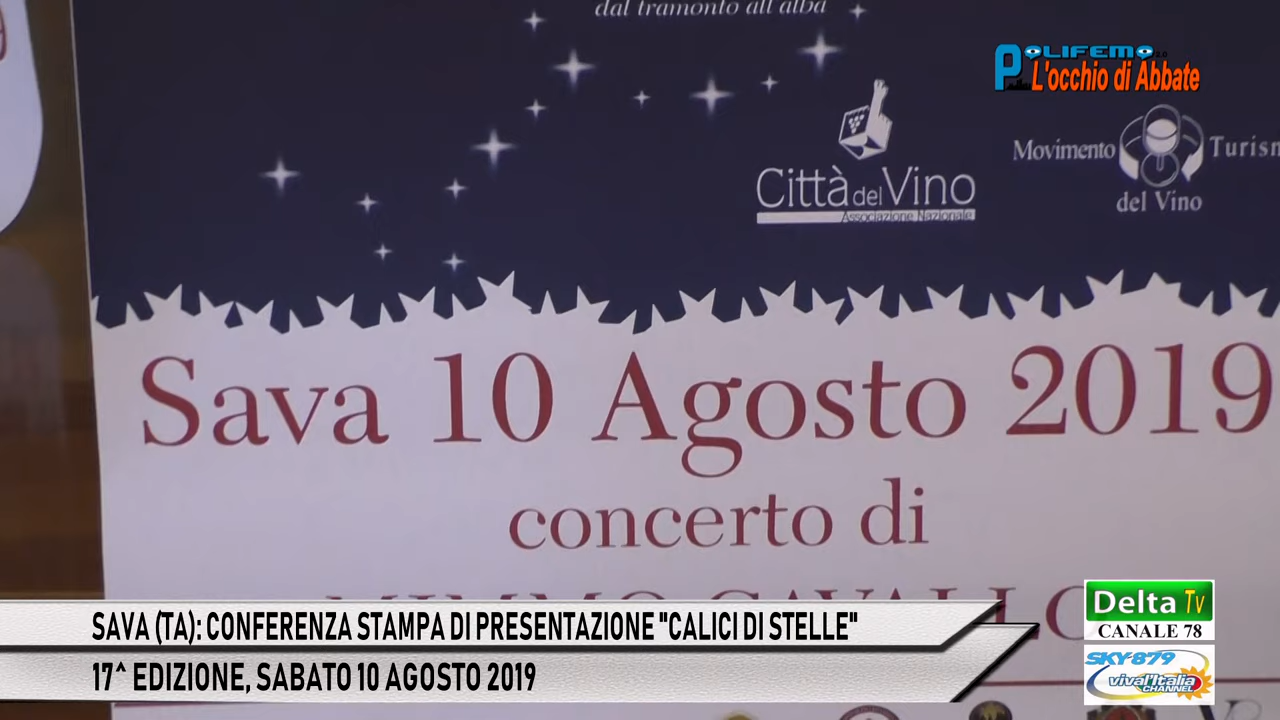 dal tramonto all'alba
POLIFEMO 2.0
L'occhio di Abbate
Città del Vino
Associazione Nazionale
Movimento
del Vino
Sava 10 Agosto 2019
concerto di
SAVA (TA): CONFERENZA STAMPA DI PRESENTAZIONE "CALICI DI STELLE"
17^ EDIZIONE, SABATO 10 AGOSTO 2019
Delta Tv
CANALE 78
SKY-879
viva l'Italia
CHANNEL